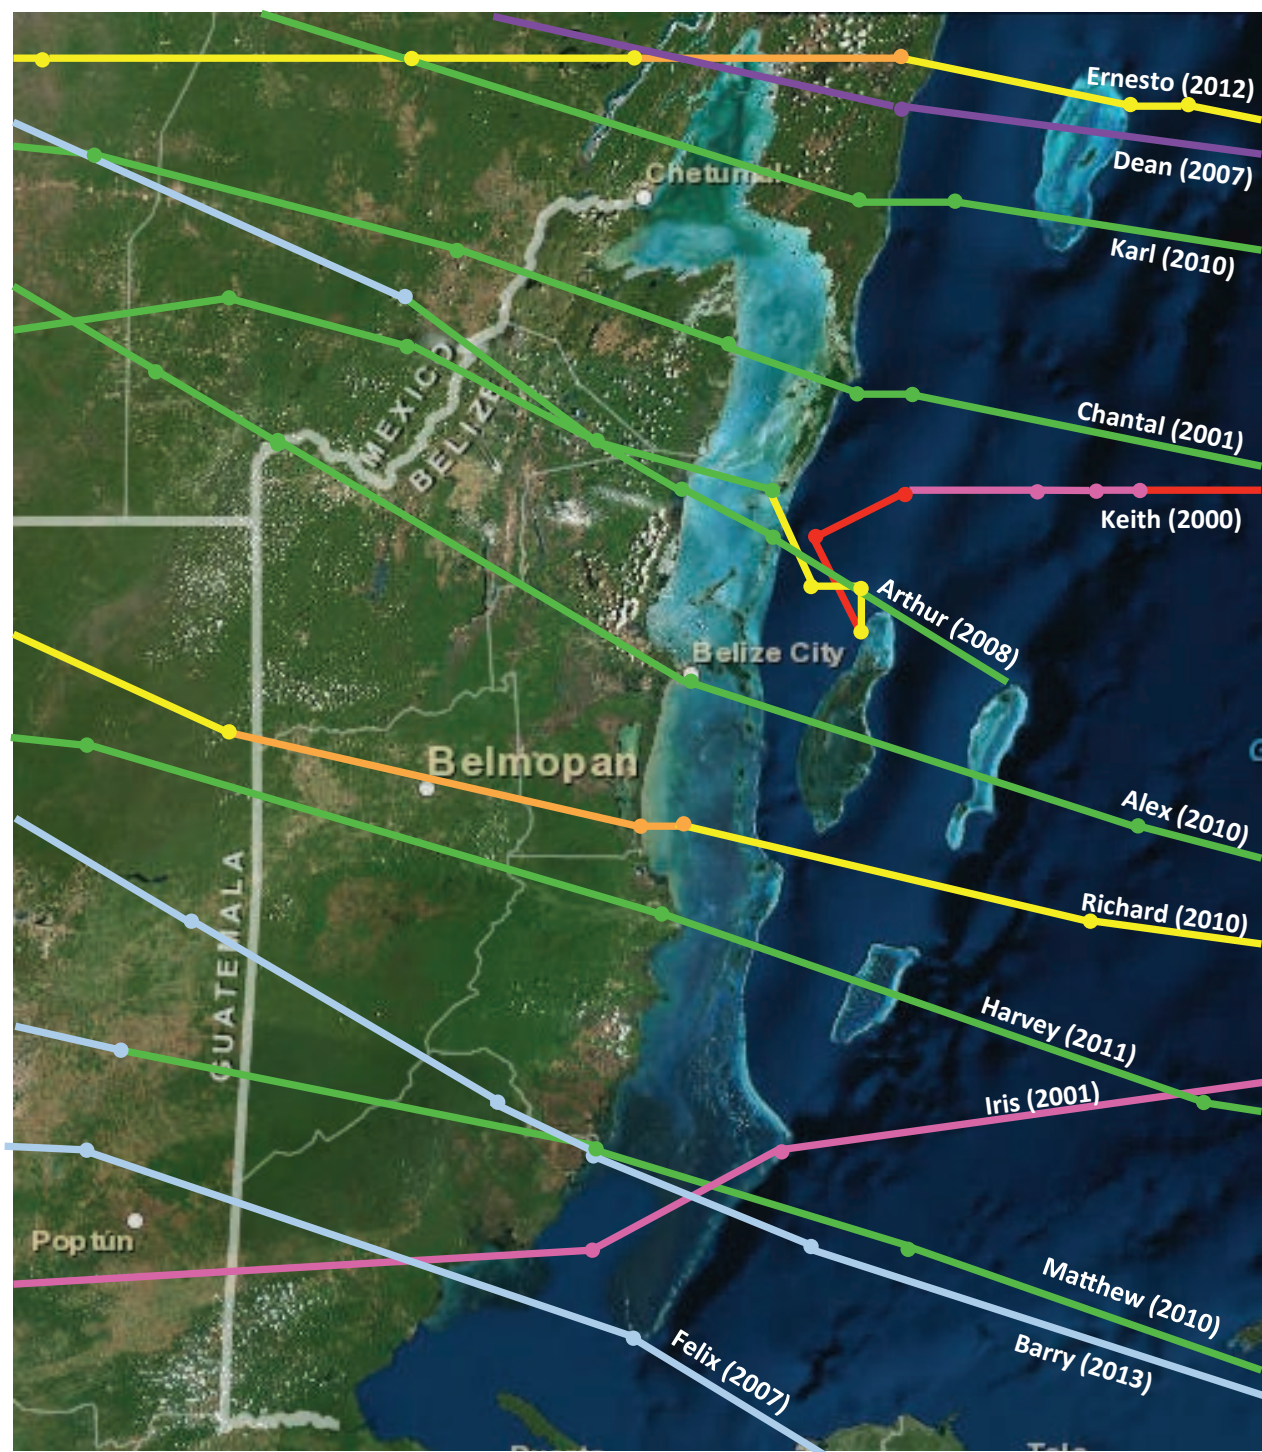 Ernesto (2012)
Dean (2007)
Chetumal
Karl (2010)
MEXICO
BELIZE
Chantal (2001)
Keith (2000)
Arthur (2008)
Belize City
Belmopan
Alex (2010)
Richard (2010)
GUATEMALA
Harvey (2011)
Iris (2001)
Poptún
Matthew (2010)
Barry (2013)
Felix (2007)